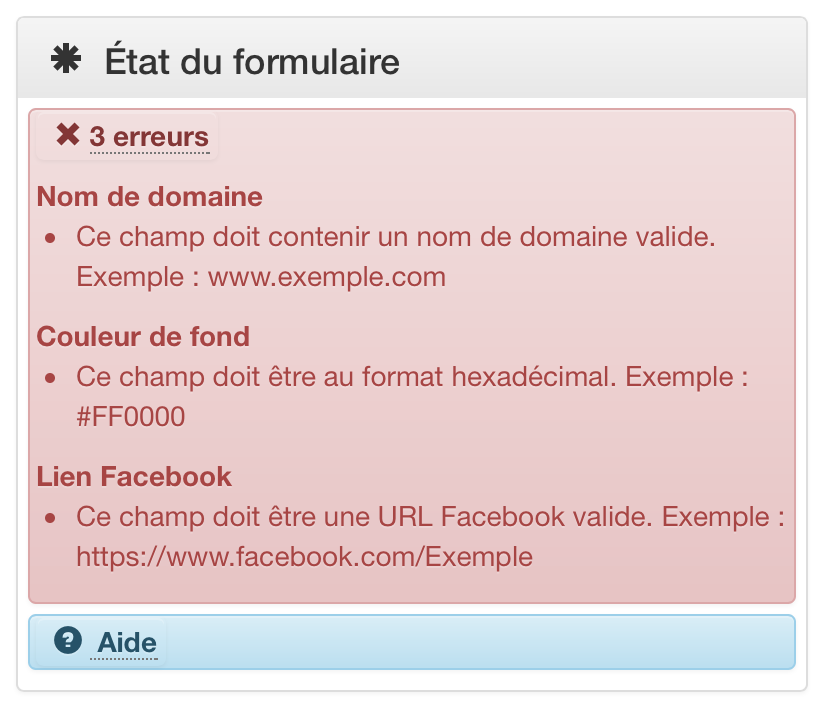 État du formulaire
3 erreurs
Nom de domaine
• Ce champ doit contenir un nom de domaine valide.
Exemple : www.exemple.com
Couleur de fond
• Ce champ doit être au format hexadécimal. Exemple :
#FF0000
Lien Facebook
• Ce champ doit être une URL Facebook valide. Exemple :
https://www.facebook.com/Exemple
Aide